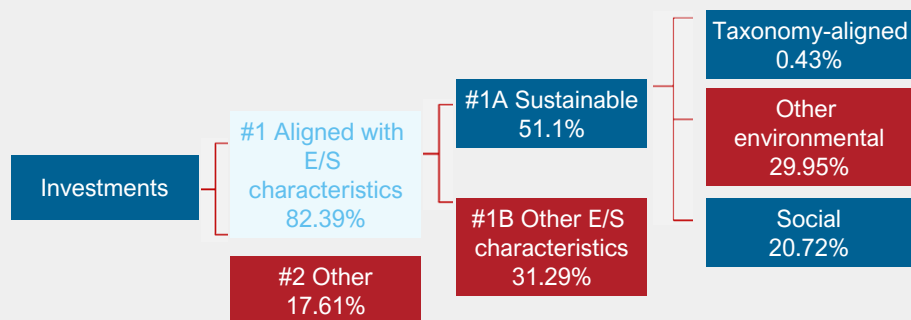 Investments
#1 Aligned with
E/S
characteristics
82.39%
#2 Other
17.61%
#1A Sustainable
51.1%
#1B Other E/S
characteristics
31.29%
Taxonomy-aligned
0.43%
Other
environmental
29.95%
Social
20.72%